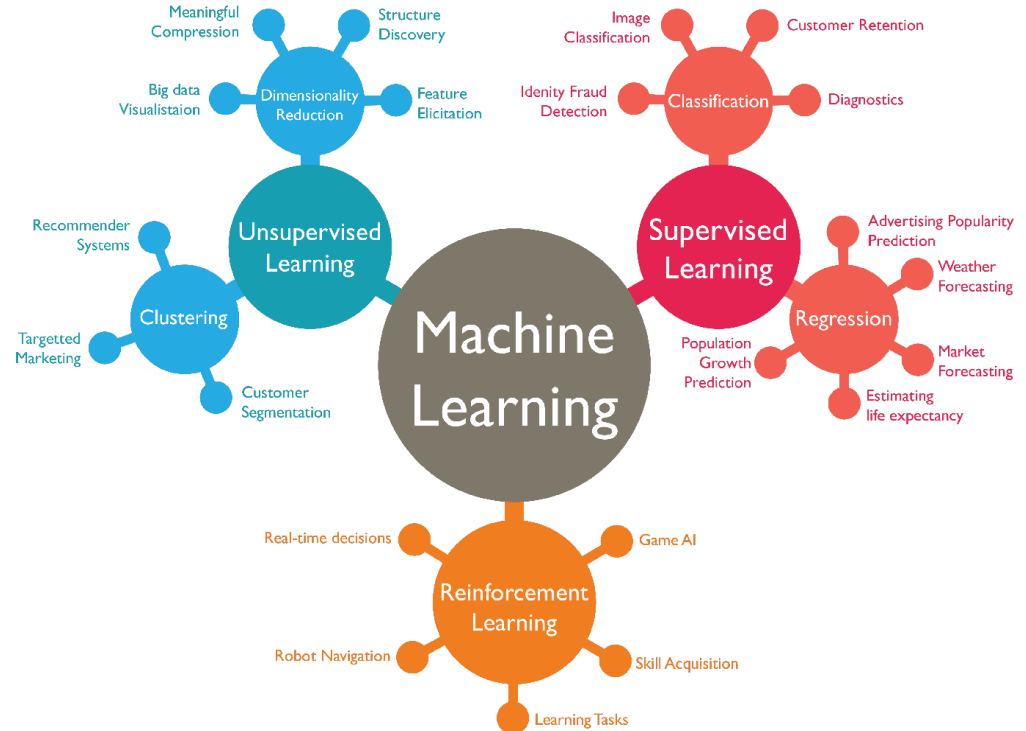 Meaningful
Compression
Structure
Discovery
Big data
Visualistaion
Dimensionality
Reduction
Feature
Elicitation
Image
Classification
Customer Retention
Idenity Fraud
Detection
Classification
Diagnostics
Recommender
Systems
Unsupervised
Learning
Clustering
Targetted
Marketing
Customer
Segmentation
Supervised
Learning
Advertising Popularity
Prediction
Weather
Forecasting
Regression
Population
Growth
Prediction
Market
Forecasting
Estimating
life expectancy
Machine
Learning
Real-time decisions
Game AI
Reinforcement
Learning
Robot Navigation
Skill Acquisition
Learning Tasks